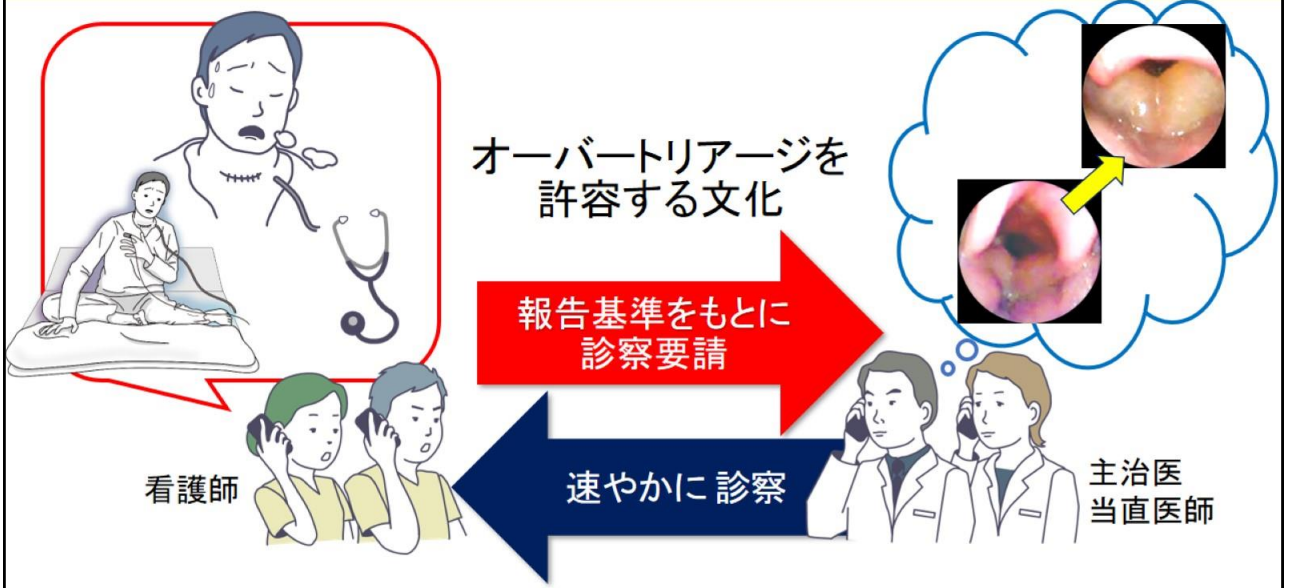 オーバートリアージを
許容する文化
報告基準をもとに
診察要請
速やかに 診察
看護師
主治医
当直医師